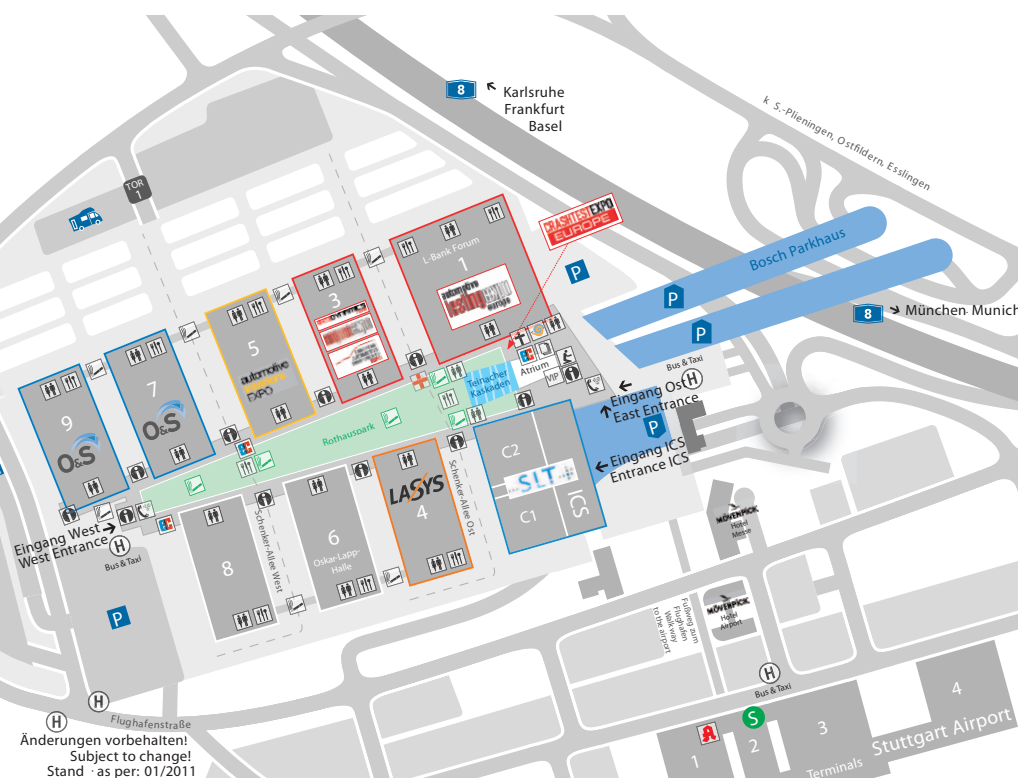 8
Karlsruhe
Frankfurt
Basel
k S.-Plieningen, Ostfildern, Esslingen
TOR
1
CRASHTESTEXPO
EUROPE
L-Bank Forum
1
automotive
testing expo
europe
P
Bosch Parkhaus
P
P
8
München Munich
3
5
automotive
EXPO
7
O&S
9
O&S
Teinacher
Kaskaden
Atrium
VIP
Bus & Taxi
H
Eingang Ost
East Entrance
P
Eingang ICS
Entrance ICS
Rothauspark
C2
C1
SLT
ICS
LASYS
4
Schenker-Allee Ost
Schenker-Allee West
6
Oskar-Lapp-
Halle
8
Eingang West
West Entrance
H
Bus & Taxi
P
MÖVENPICK
Hotel
Messe
MÖVENPICK
Hotel
Airport
Fußweg zum
Flughafen
Walk way
to the airport
H
Bus & Taxi
S
1
2
3
4
Terminals
Stuttgart Airport
H
H
Flughafenstraße
Änderungen vorbehalten!
Subject to change!
Stand · as per: 01/2011